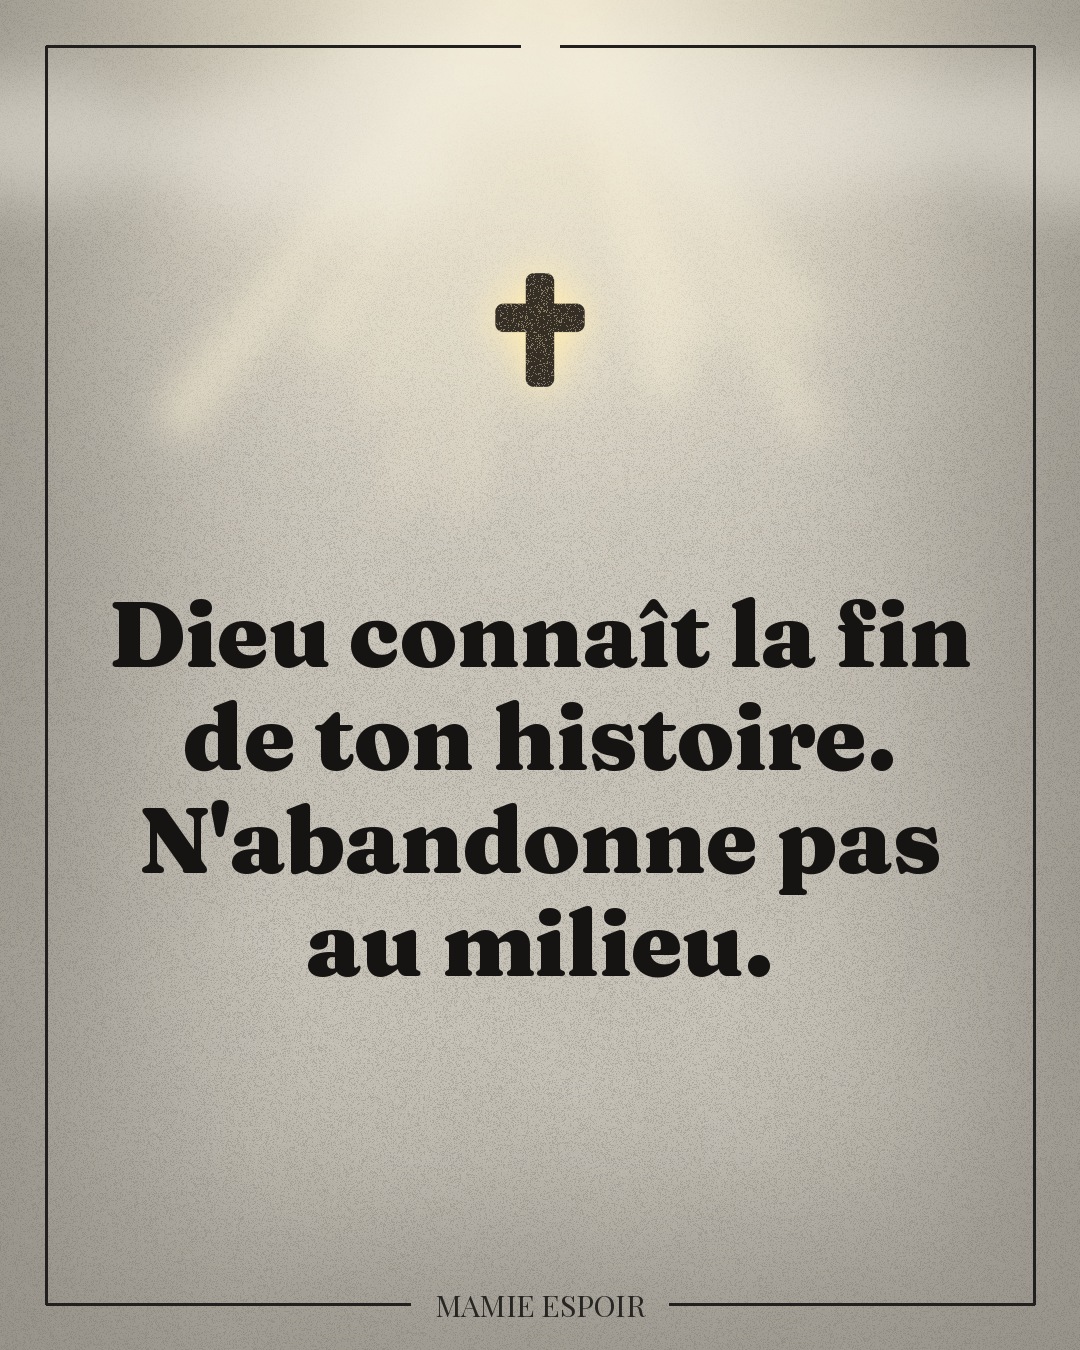 Dieu connaît la fin
de ton histoire.
N'abandonne pas
au milieu.
MAMIE ESPOIR